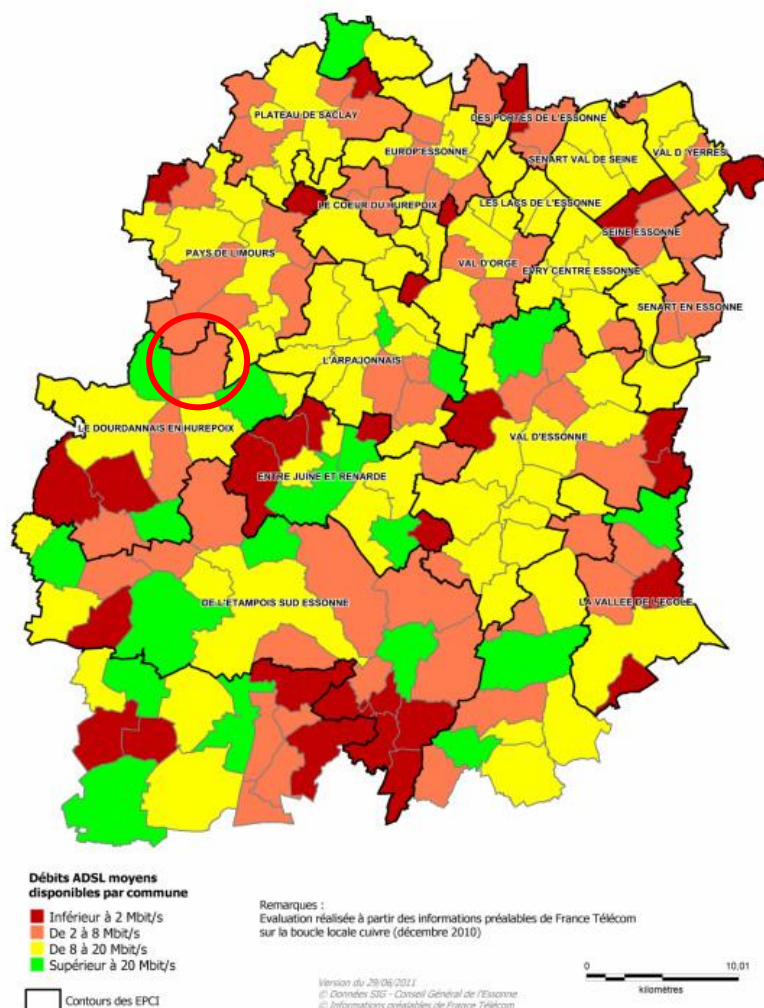 PLATEAU DE SACLAY
DES PORTES DE L'ESSONNE
EUROP'ESSONNE
SENART VAL DE SEINE
VAL D'YERRES
LE COEUR DU HUREPOIX
LES LACS DE L'ESSONNE
SEINE ESSONNE
PAYS DE LIMOURS
VAL D'ORGE
EVRY CENTRE ESSONNE
SENART EN ESSONNE
L'ARPAJONNAIS
LE DOURDANNAIS EN HUREPOIX
VAL D'ESSONNE
ENTRE JUINE ET RENARDE
DE L'ETAMPOIS SUD ESSONNE
LA VALLEE DE L'ECOLE
Débits ADSL moyens
disponibles par commune
Inférieur à 2 Mbit/s
De 2 à 8 Mbit/s
De 8 à 20 Mbit/s
Supérieur à 20 Mbit/s
Contours des EPCI
Remarques :
Evaluation réalisée à partir des informations préalables de France Télécom
sur la boucle locale cuivre (décembre 2010)
Version du 29/06/2011
© Données SIG - Conseil Général de l'Essonne
© Informations préalables de France Télécom
0 10,01
kilomètres